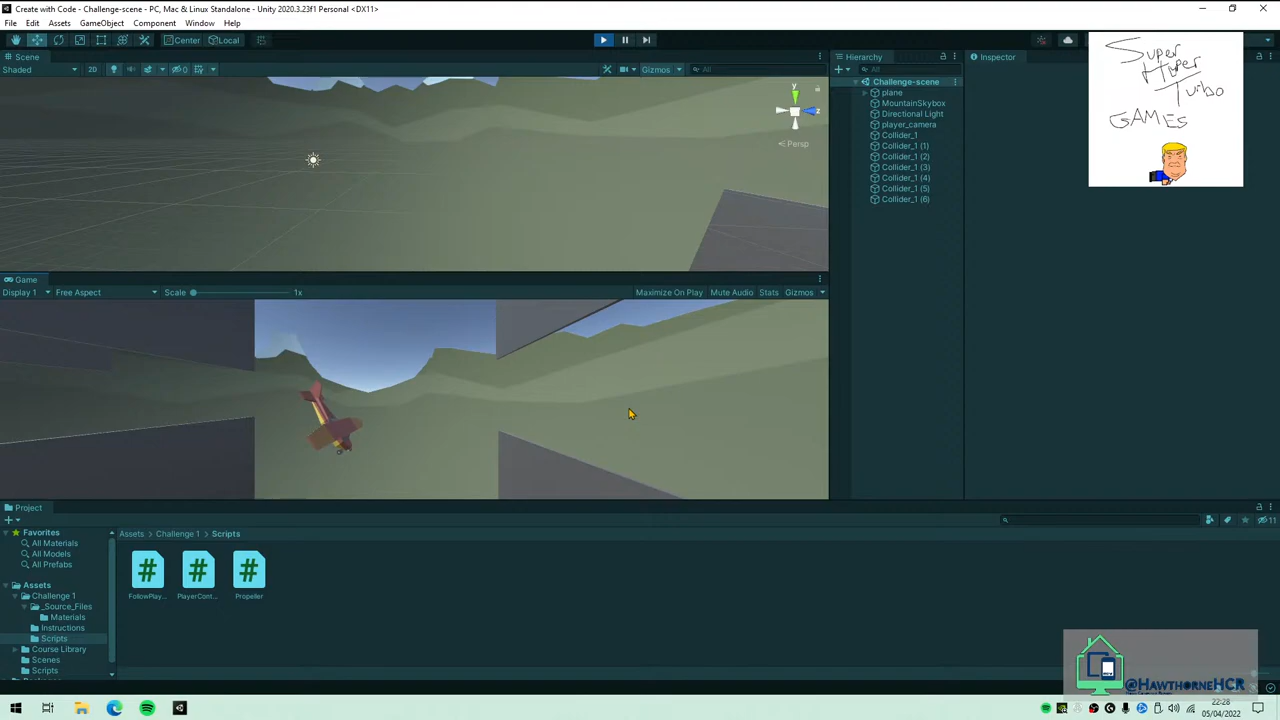 Create with Code - Challenge-scene - PC, Mac & Linux Standalone - Unity 2020.3.23f1 Personal <DX11>
File Edit Assets GameObject Component Window Help
Center Local
Scene
Shaded 2D 0 Gizmos All
y
z
< Persp
Game
Display 1 Free Aspect Scale 1x Maximize On Play Mute Audio Stats Gizmos
Hierarchy
All
Challenge-scene
plane
MountainSkybox
Directional Light
player_camera
Collider_1
Collider_1 (1)
Collider_1 (2)
Collider_1 (3)
Collider_1 (4)
Collider_1 (5)
Collider_1 (6)
Inspector
Super
Hyper
Turbo
GAMES
Project
11
Favorites
All Materials
All Models
All Prefabs
Assets
Challenge 1
_Source_Files
Materials
Instructions
Scripts
Course Library
Scenes
Scripts
Assets > Challenge 1 > Scripts
FollowPlay...
PlayerCont...
Propeller
@HawthorneHCR
22:28
05/04/2022